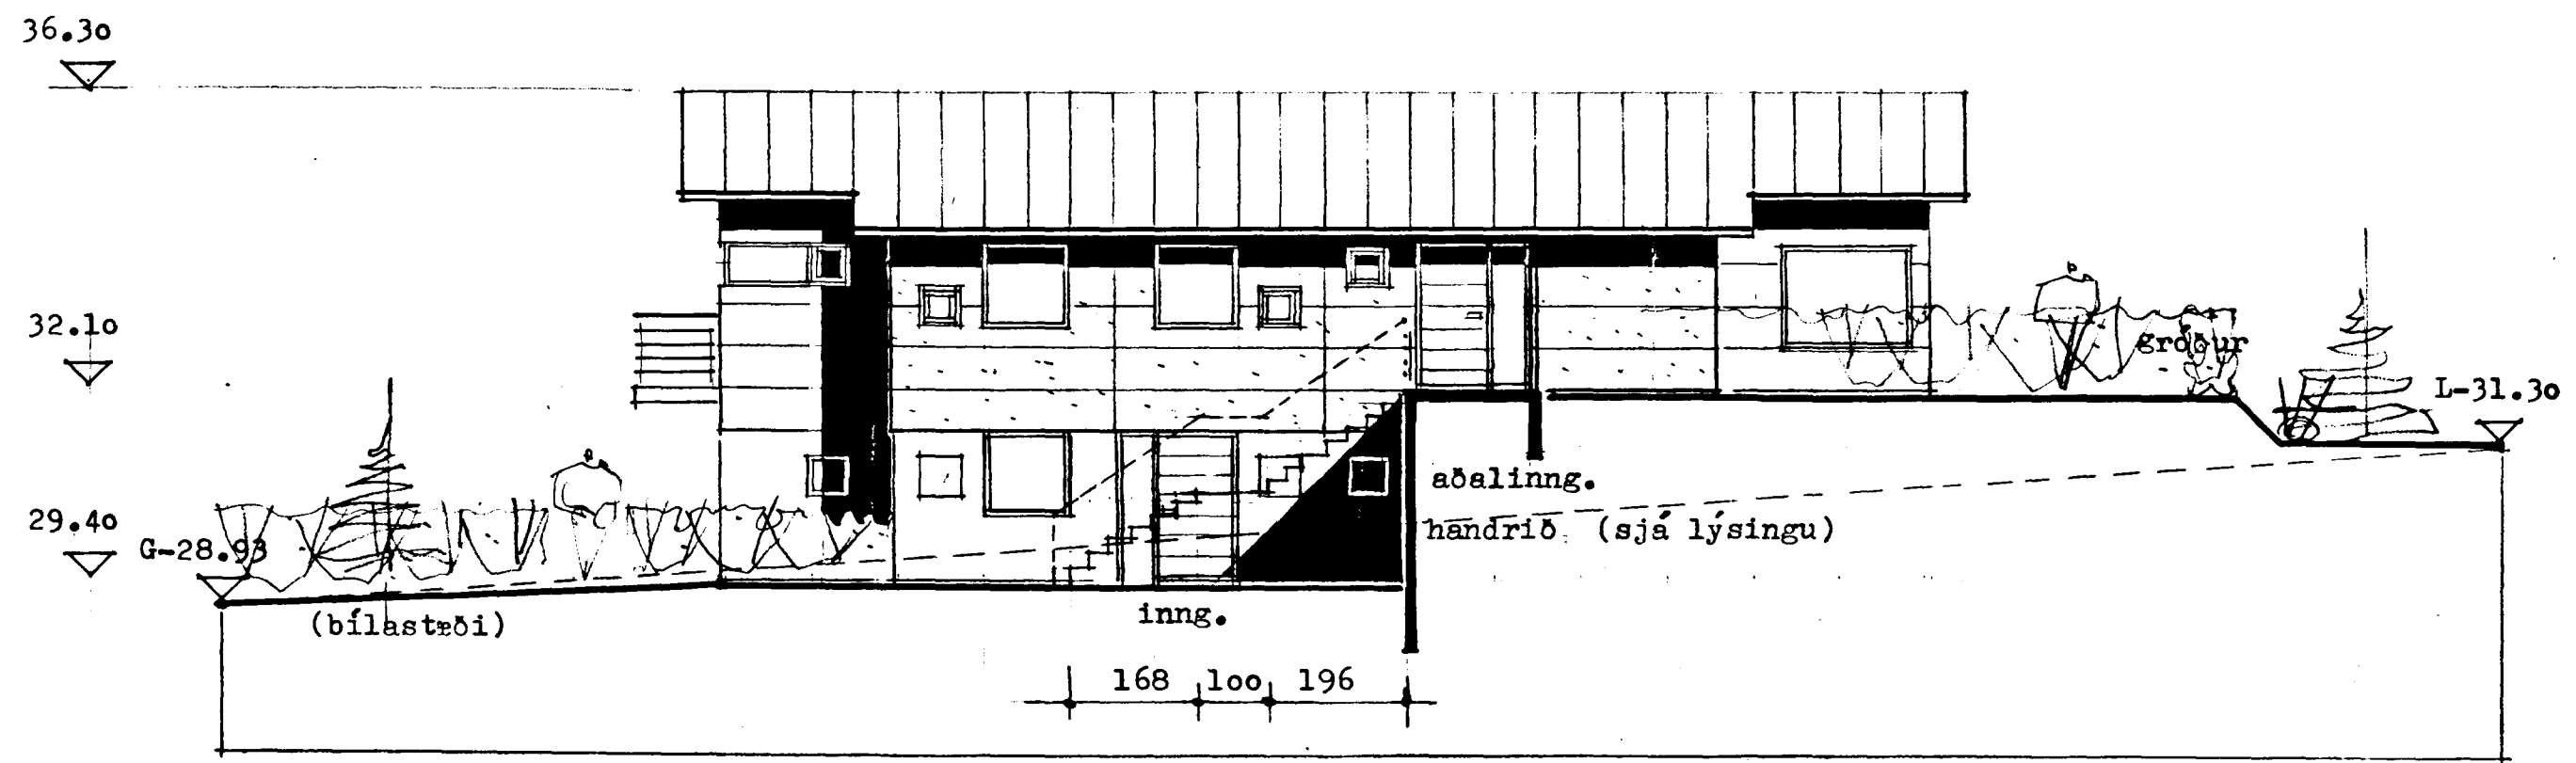 36.3o
32.1o
gróður
L-31.3o
aðalinng.
29.4o
handrið (sjá lýsingu)
G-28.93
(bílastæði)
inng.
168 loo 196